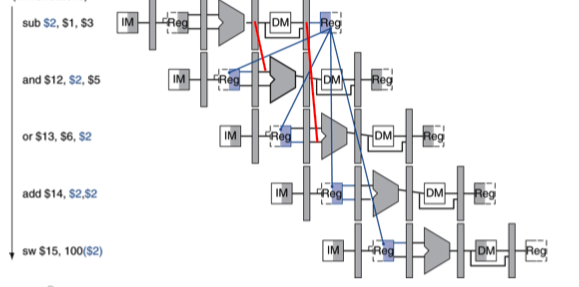 sub $2, $1, $3 IM Reg DM Reg
and $12, $2, $5 IM Reg DM Reg
or $13, $6, $2 IM Reg DM Reg
add $14, $2,$2 IM Reg DM Reg
sw $15, 100($2) IM Reg DM Reg